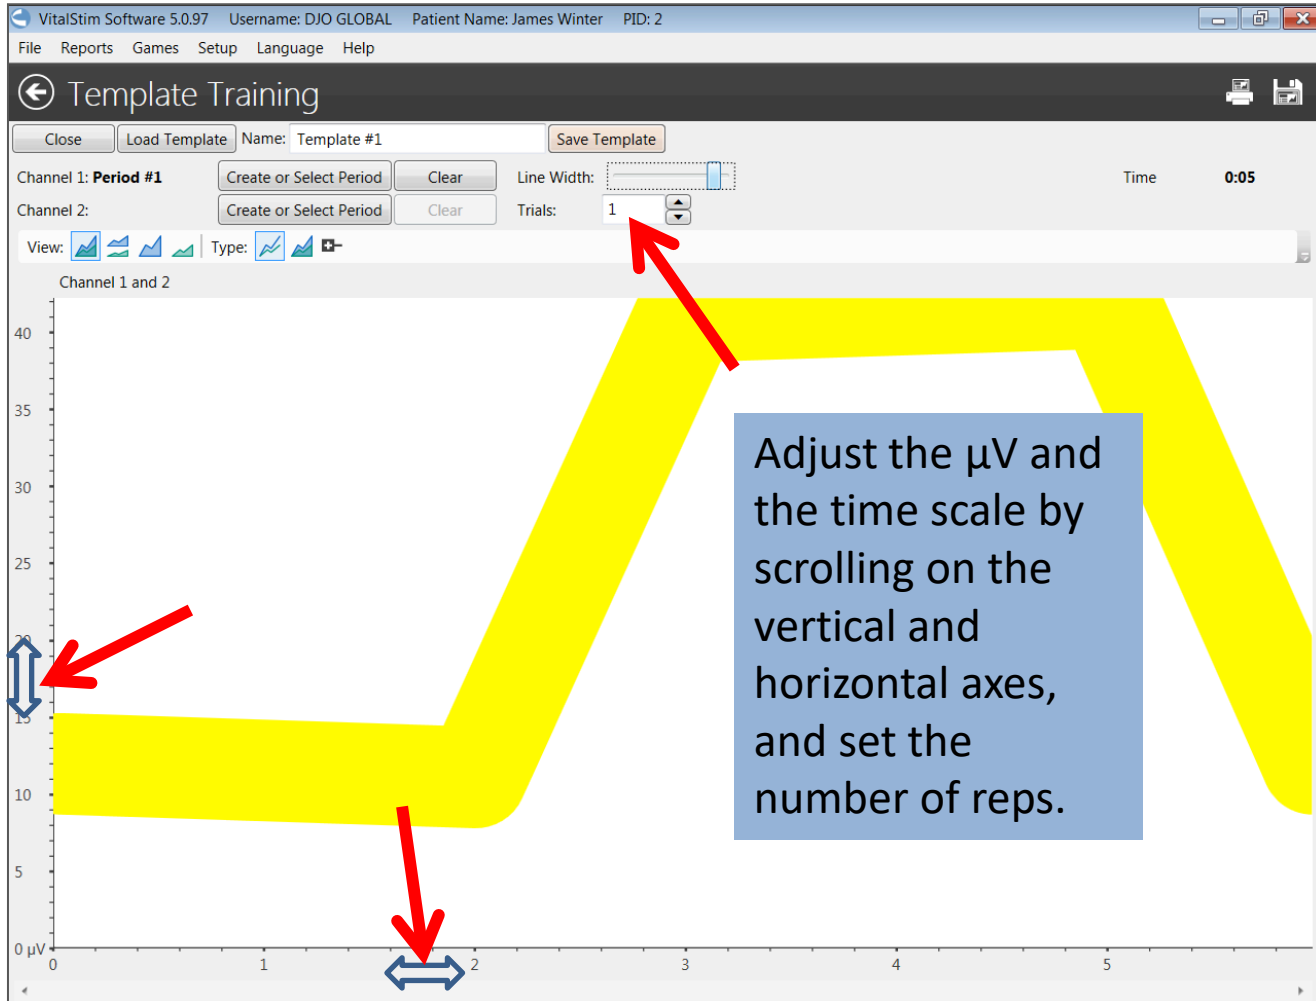 VitalStim Software 5.0.97 Username: DJO GLOBAL Patient Name: James Winter PID: 2
File Reports Games Setup Language Help
Template Training
Close Load Template Name: Template #1 Save Template
Channel 1: Period #1 Create or Select Period Clear Line Width: Time 0:05
Channel 2: Create or Select Period Clear Trials: 1
View: Type:
Channel 1 and 2
40
35
30
25
20
15
10
5
0 µV
0 1 2 3 4 5
Adjust the µV and
the time scale by
scrolling on the
vertical and
horizontal axes,
and set the
number of reps.